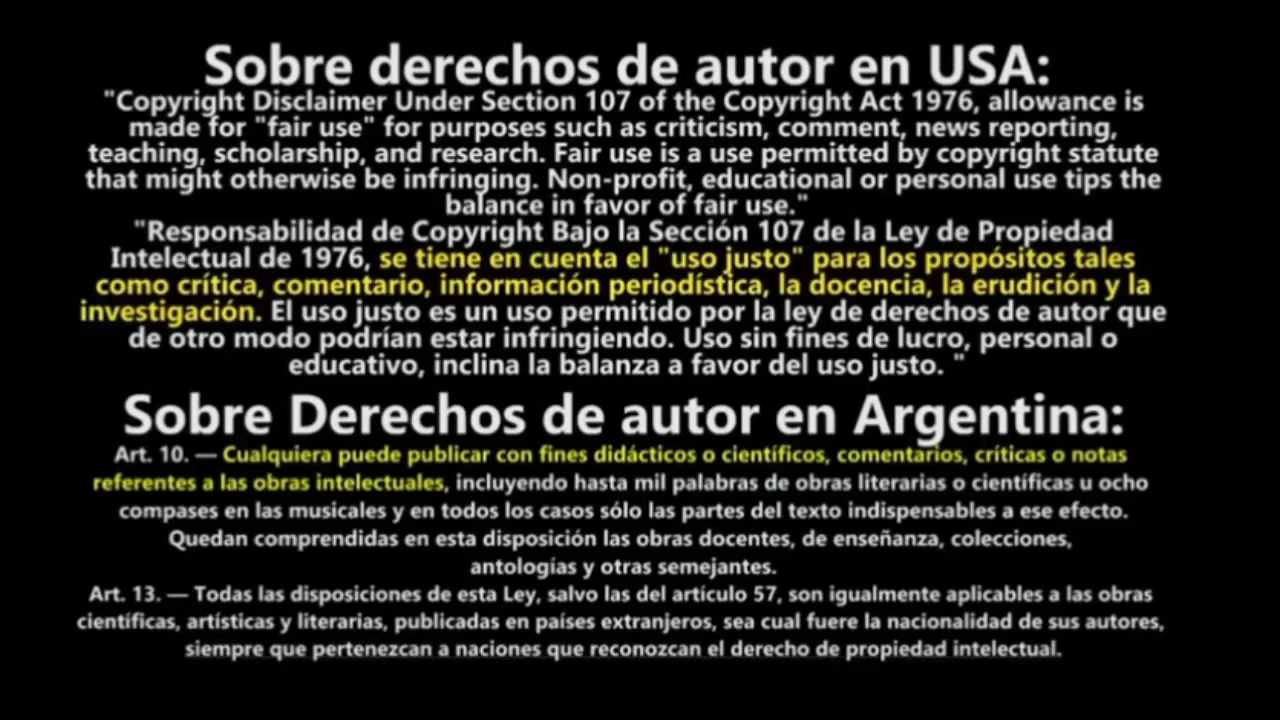 Sobre derechos de autor en USA:
"Copyright Disclaimer Under Section 107 of the Copyright Act 1976, allowance is
made for "fair use" for purposes such as criticism, comment, news reporting,
teaching, scholarship, and research. Fair use is a use permitted by copyright statute
that might otherwise be infringing. Non-profit, educational or personal use tips the
balance in favor of fair use."
"Responsabilidad de Copyright Bajo la Sección 107 de la Ley de Propiedad
Intelectual de 1976, se tiene en cuenta el "uso justo" para los propósitos tales
como crítica, comentario, información periodística, la docencia, la erudición y la
investigación. El uso justo es un uso permitido por la ley de derechos de autor que
de otro modo podrían estar infringiendo. Uso sin fines de lucro, personal o
educativo, inclina la balanza a favor del uso justo. "
Sobre Derechos de autor en Argentina:
Art. 10. — Cualquiera puede publicar con fines didácticos o científicos, comentarios, críticas o notas
referentes a las obras intelectuales, incluyendo hasta mil palabras de obras literarias o científicas u ocho
compases en las musicales y en todos los casos sólo las partes del texto indispensables a ese efecto.
Quedan comprendidas en esta disposición las obras docentes, de enseñanza, colecciones,
antologías y otras semejantes.
Art. 13. — Todas las disposiciones de esta Ley, salvo las del artículo 57, son igualmente aplicables a las obras
científicas, artísticas y literarias, publicadas en países extranjeros, sea cual fuere la nacionalidad de sus autores,
siempre que pertenezcan a naciones que reconozcan el derecho de propiedad intelectual.